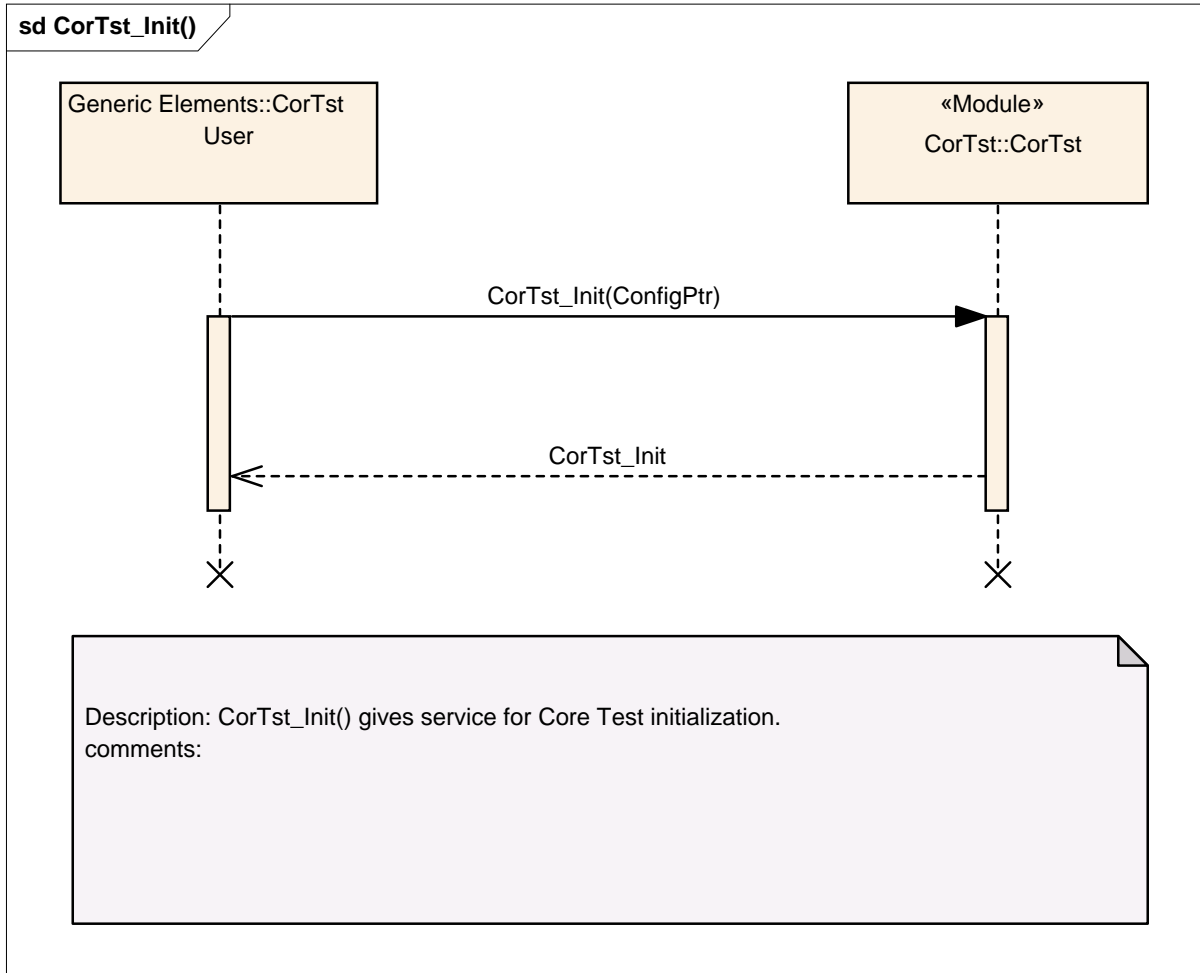 sd CorTst_Init()
Generic Elements::CorTst
User
«Module»
CorTst::CorTst
CorTst_Init(ConfigPtr)
CorTst_Init
Description: CorTst_Init() gives service for Core Test initialization.
comments: